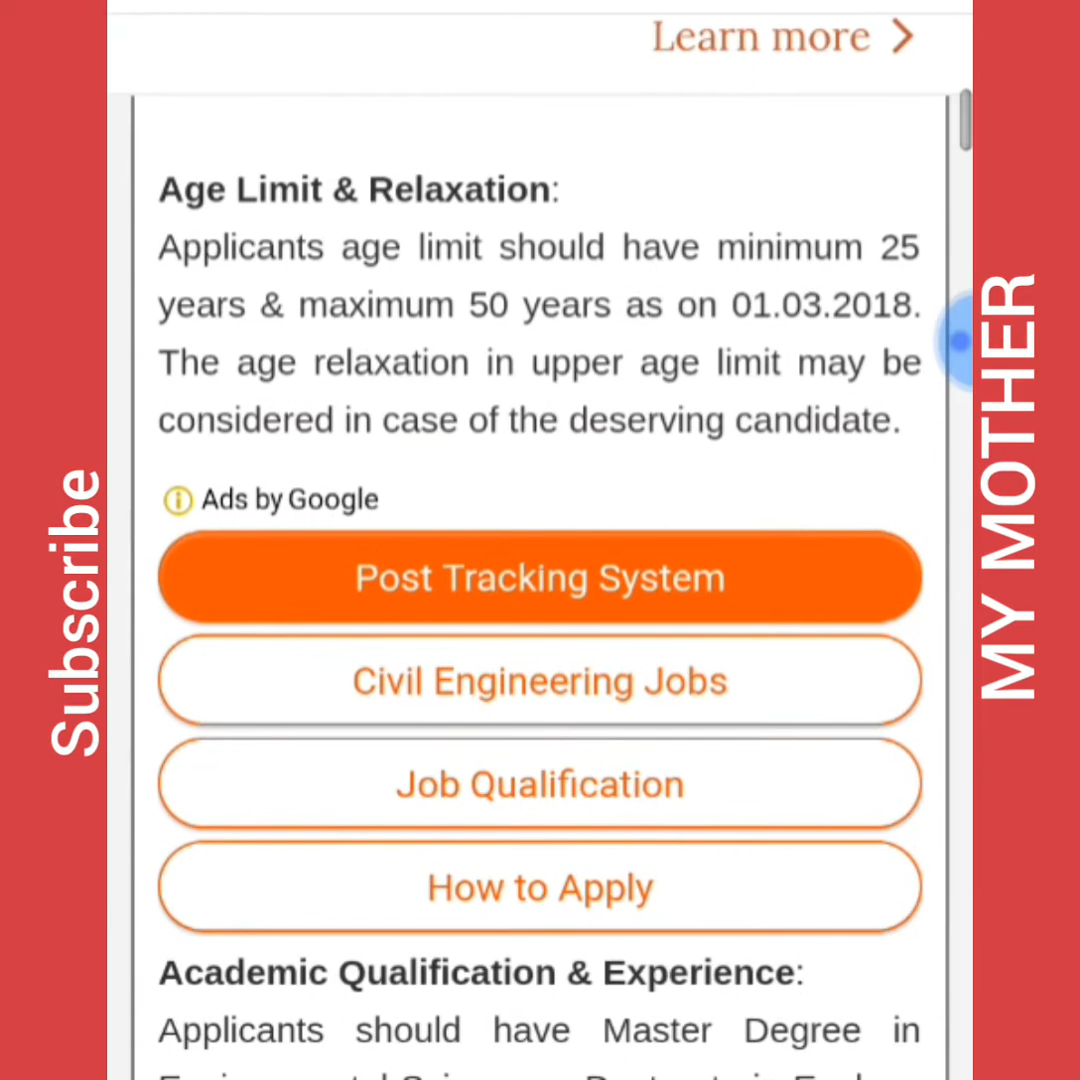 Learn more
Age Limit & Relaxation:
Applicants age limit should have minimum 25
years & maximum 50 years as on 01.03.2018.
The age relaxation in upper age limit may be
considered in case of the deserving candidate.
Ads by Google
Post Tracking System
Civil Engineering Jobs
Job Qualification
How to Apply
Academic Qualification & Experience:
Applicants should have Master Degree in
Subscribe
MY MOTHER